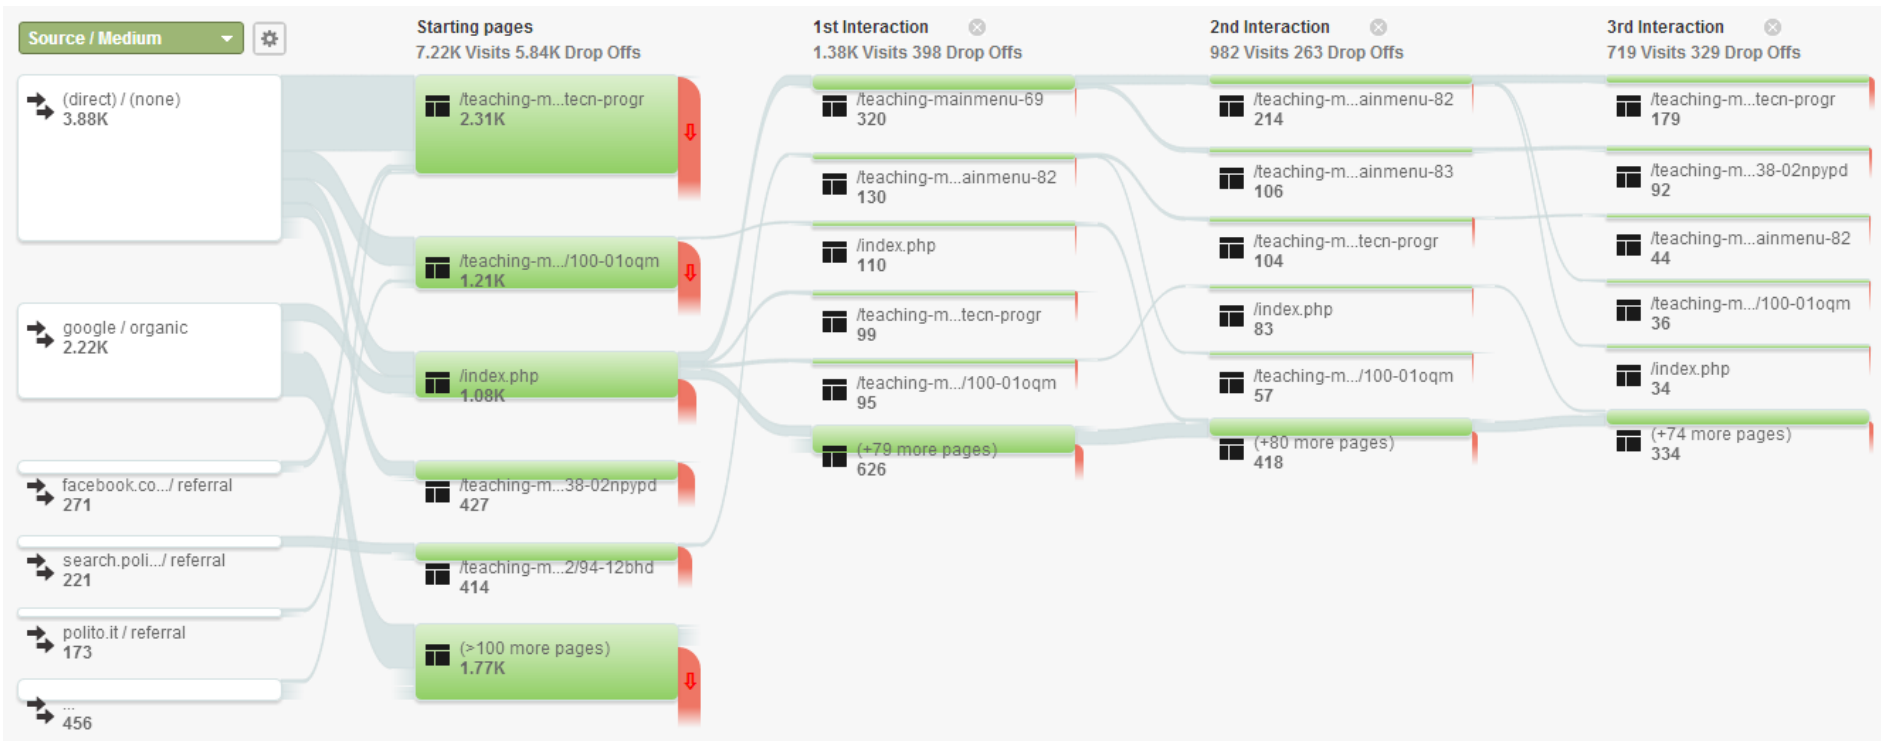 Source / Medium
(direct) / (none)
3.88K
google / organic
2.22K
facebook.co.../ referral
271
search.poli.../ referral
221
polito.it / referral
173
...
456
Starting pages
7.22K Visits 5.84K Drop Offs
/teaching-m...tecn-progr
2.31K
/teaching-m.../100-01oqm
1.21K
/index.php
1.08K
/teaching-m...38-02npypd
427
/teaching-m...2/94-12bhd
414
(>100 more pages)
1.77K
1st Interaction
1.38K Visits 398 Drop Offs
/teaching-mainmenu-69
320
/teaching-m...ainmenu-82
130
/index.php
110
/teaching-m...tecn-progr
99
/teaching-m.../100-01oqm
95
(+79 more pages)
626
2nd Interaction
982 Visits 263 Drop Offs
/teaching-m...ainmenu-82
214
/teaching-m...ainmenu-83
106
/teaching-m...tecn-progr
104
/index.php
83
/teaching-m.../100-01oqm
57
(+80 more pages)
418
3rd Interaction
719 Visits 329 Drop Offs
/teaching-m...tecn-progr
179
/teaching-m...38-02npypd
92
/teaching-m...ainmenu-82
44
/teaching-m.../100-01oqm
36
/index.php
34
(+74 more pages)
334